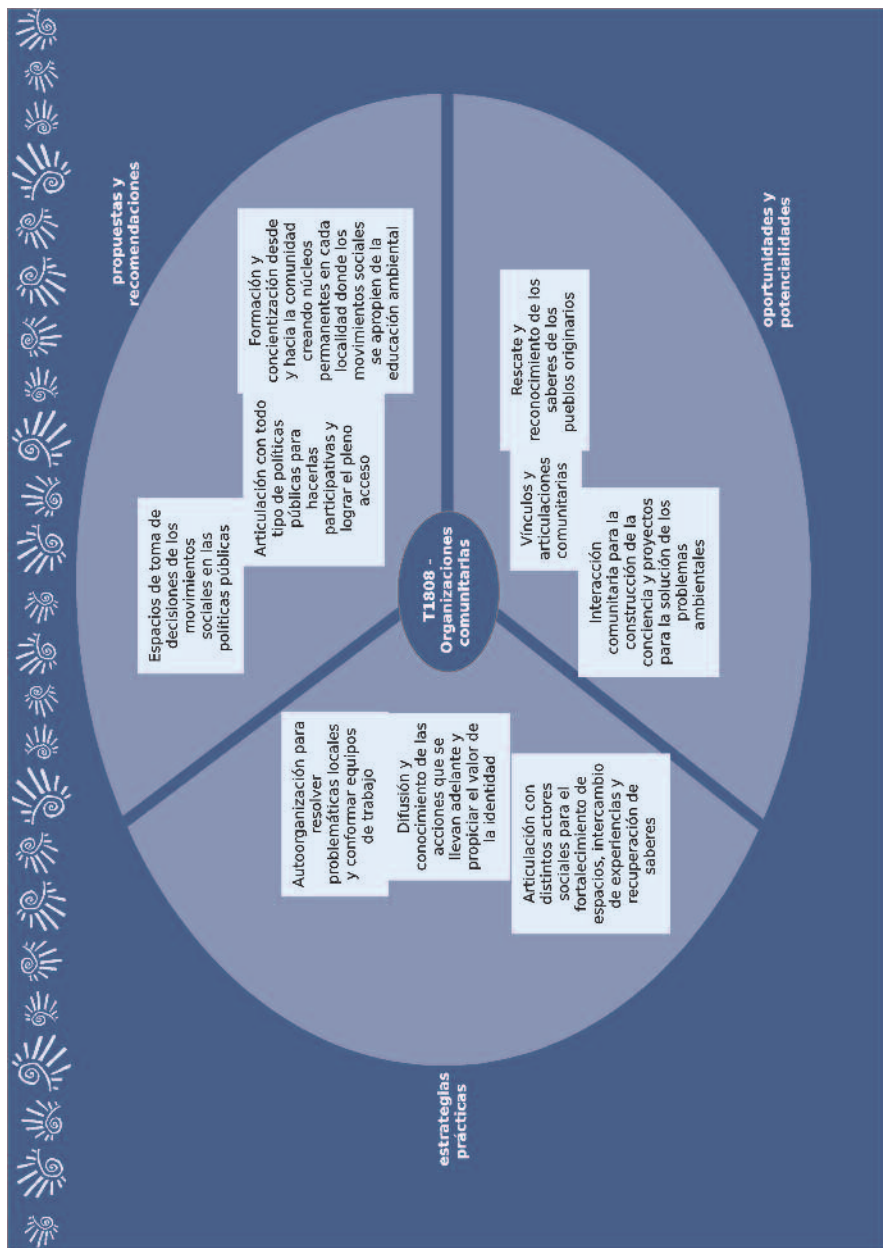 propuestas y
recomendaciones
Espacios de toma de
decisiones de los
movimientos
sociales en las
políticas públicas
Articulación con todo
tipo de políticas
públicas para
hacerlas
participativas y
lograr el pleno
acceso
Formación y
concientización desde
y hacia la comunidad
creando núcleos
permanentes en cada
localidad donde los
movimientos sociales
se apropien de la
educación ambiental
T1808 -
Organizaciones
comunitarias
estrategias
prácticas
Autoorganización para
resolver
problemáticas locales
y conformar equipos
de trabajo
Difusión y
conocimiento de las
acciones que se
llevan adelante y
propiciar el valor de
la identidad
Articulación con
distintos actores
sociales para el
fortalecimiento de
espacios, intercambio
de experiencias y
recuperación de
saberes
oportunidades y
potencialidades
Rescate y
reconocimiento de los
saberes de los
pueblos originarios
Vínculos y
articulaciones
comunitarias
Interacción
comunitaria para la
construcción de la
conciencia y proyectos
para la solución de los
problemas
ambientales